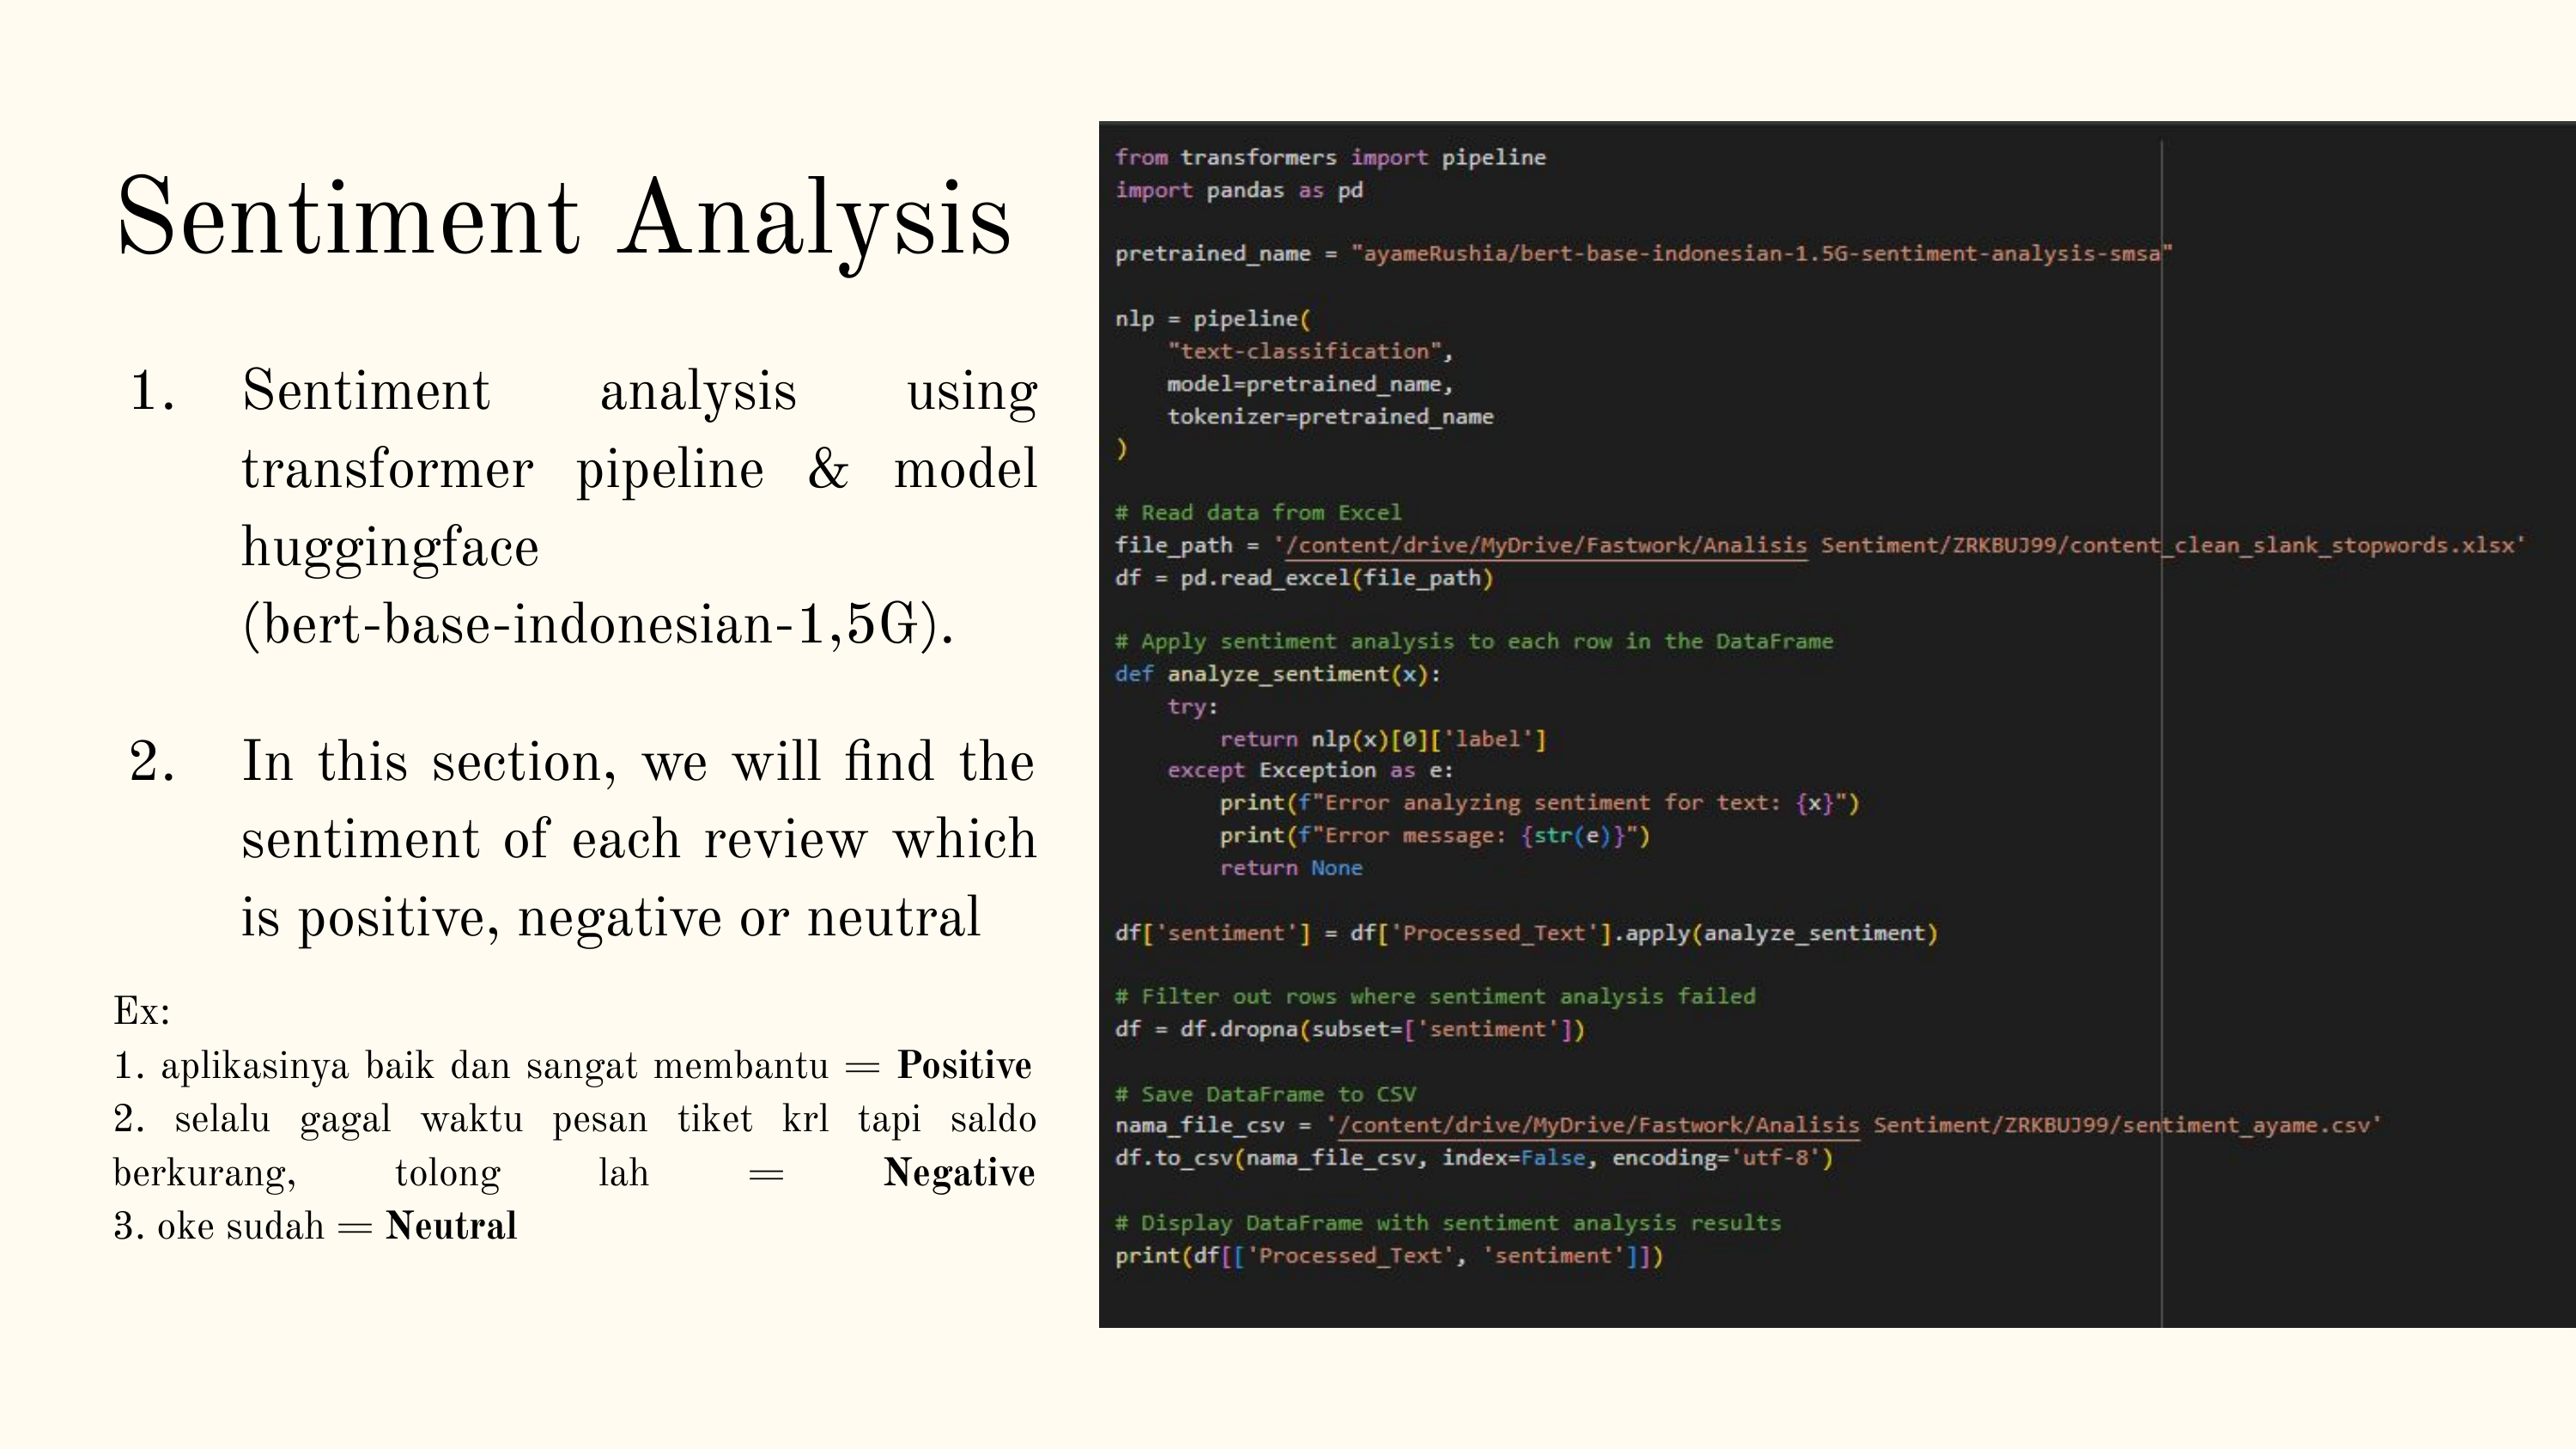 Sentiment Analysis
1. Sentiment analysis using
transformer pipeline & model
huggingface
(bert-base-indonesian-1,5G).
2. In this section, we will find the
sentiment of each review which
is positive, negative or neutral
Ex:
1. aplikasinya baik dan sangat membantu = Positive
2. selalu gagal waktu pesan tiket krl tapi saldo
berkurang, tolong lah = Negative
3. oke sudah = Neutral
from transformers import pipeline
import pandas as pd
pretrained_name = "ayameRushia/bert-base-indonesian-1.5G-sentiment-analysis-smsa"
nlp = pipeline(
    "text-classification",
    model=pretrained_name,
    tokenizer=pretrained_name
)
# Read data from Excel
file_path = '/content/drive/MyDrive/Fastwork/Analisis Sentiment/ZRKBUJ99/content_clean_slank_stopwords.xlsx'
df = pd.read_excel(file_path)
# Apply sentiment analysis to each row in the DataFrame
def analyze_sentiment(x):
    try:
        return nlp(x)[0]['label']
    except Exception as e:
        print(f"Error analyzing sentiment for text: {x}")
        print(f"Error message: {str(e)}")
        return None
df['sentiment'] = df['Processed_Text'].apply(analyze_sentiment)
# Filter out rows where sentiment analysis failed
df = df.dropna(subset=['sentiment'])
# Save DataFrame to CSV
nama_file_csv = '/content/drive/MyDrive/Fastwork/Analisis Sentiment/ZRKBUJ99/sentiment_ayame.csv'
df.to_csv(nama_file_csv, index=False, encoding='utf-8')
# Display DataFrame with sentiment analysis results
print(df[['Processed_Text', 'sentiment']])